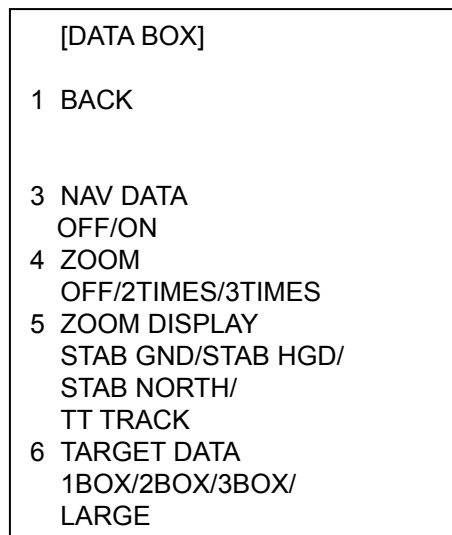 [DATA BOX]
1 BACK
3 NAV DATA
OFF/ON
4 ZOOM
OFF/2TIMES/3TIMES
5 ZOOM DISPLAY
STAB GND/STAB HGD/
STAB NORTH/
TT TRACK
6 TARGET DATA
1BOX/2BOX/3BOX/
LARGE